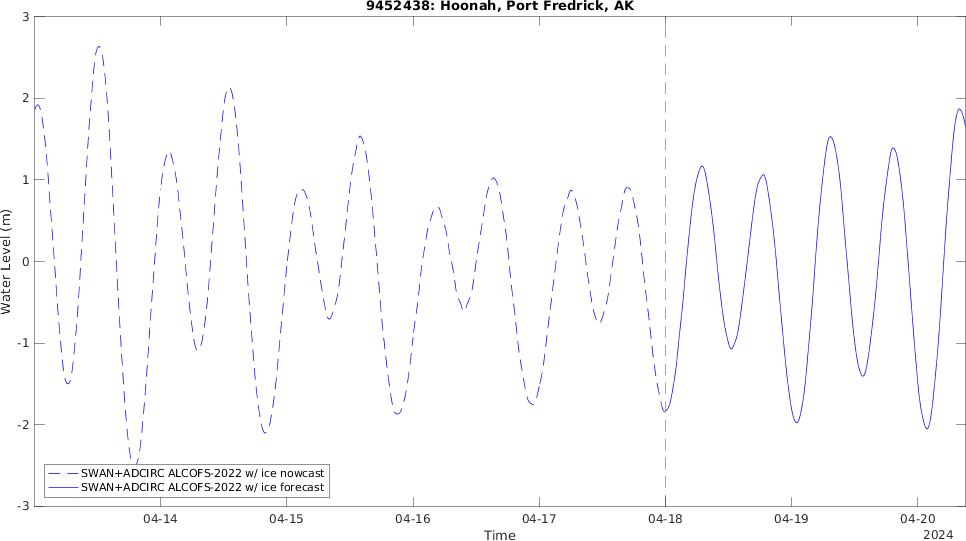 9452438: Hoonah, Port Fredrick, AK
3
2
1
0
-1
-2
-3
Water Level (m)
SWAN+ADCIRC ALCOFS-2022 w/ ice nowcast
SWAN+ADCIRC ALCOFS-2022 w/ ice forecast
04-14 04-15 04-16 04-17 04-18 04-19 04-20
Time
2024